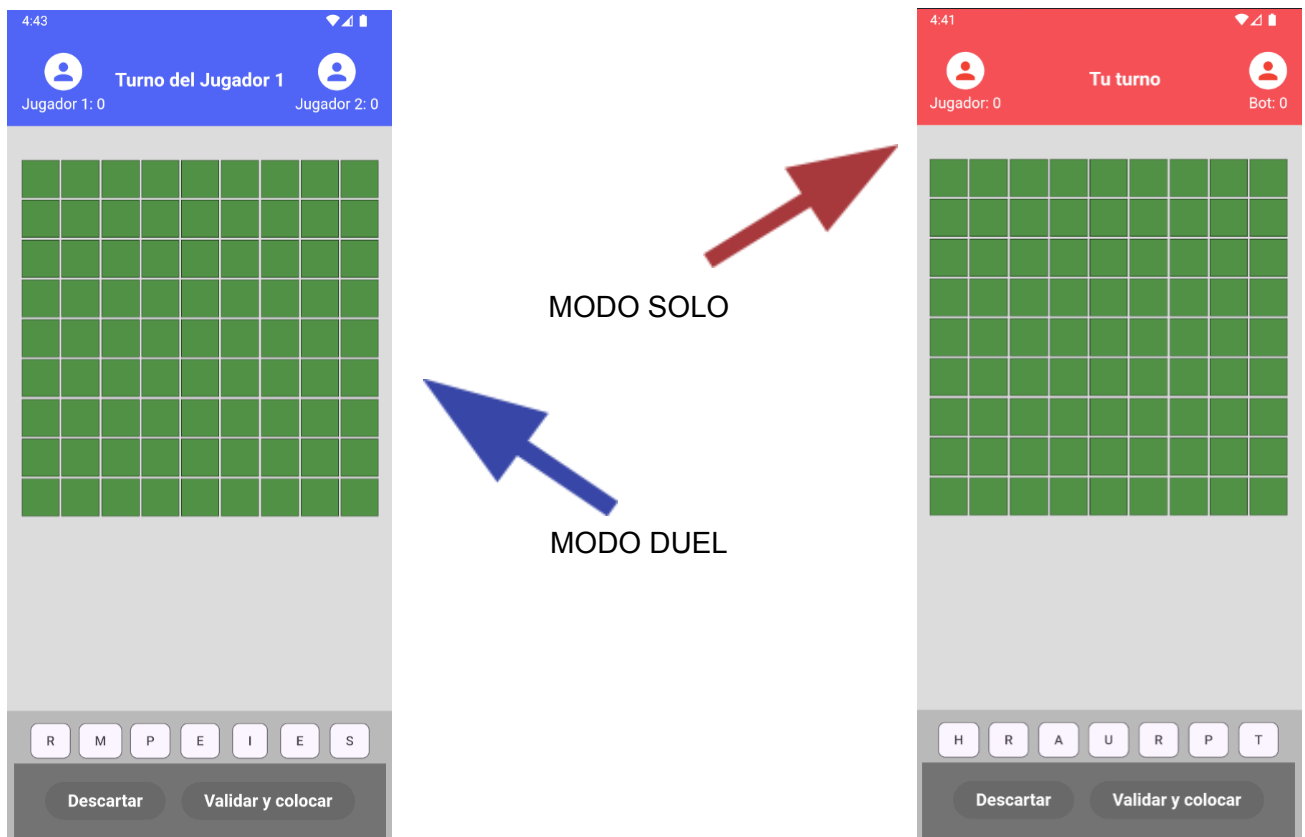 4:43
Turno del Jugador 1
Jugador 1: 0
Jugador 2: 0
R M P E I E S
Descartar
Validar y colocar
MODO SOLO
MODO DUEL
4:41
Tu turno
Jugador: 0
Bot: 0
H R A U R P T
Descartar
Validar y colocar